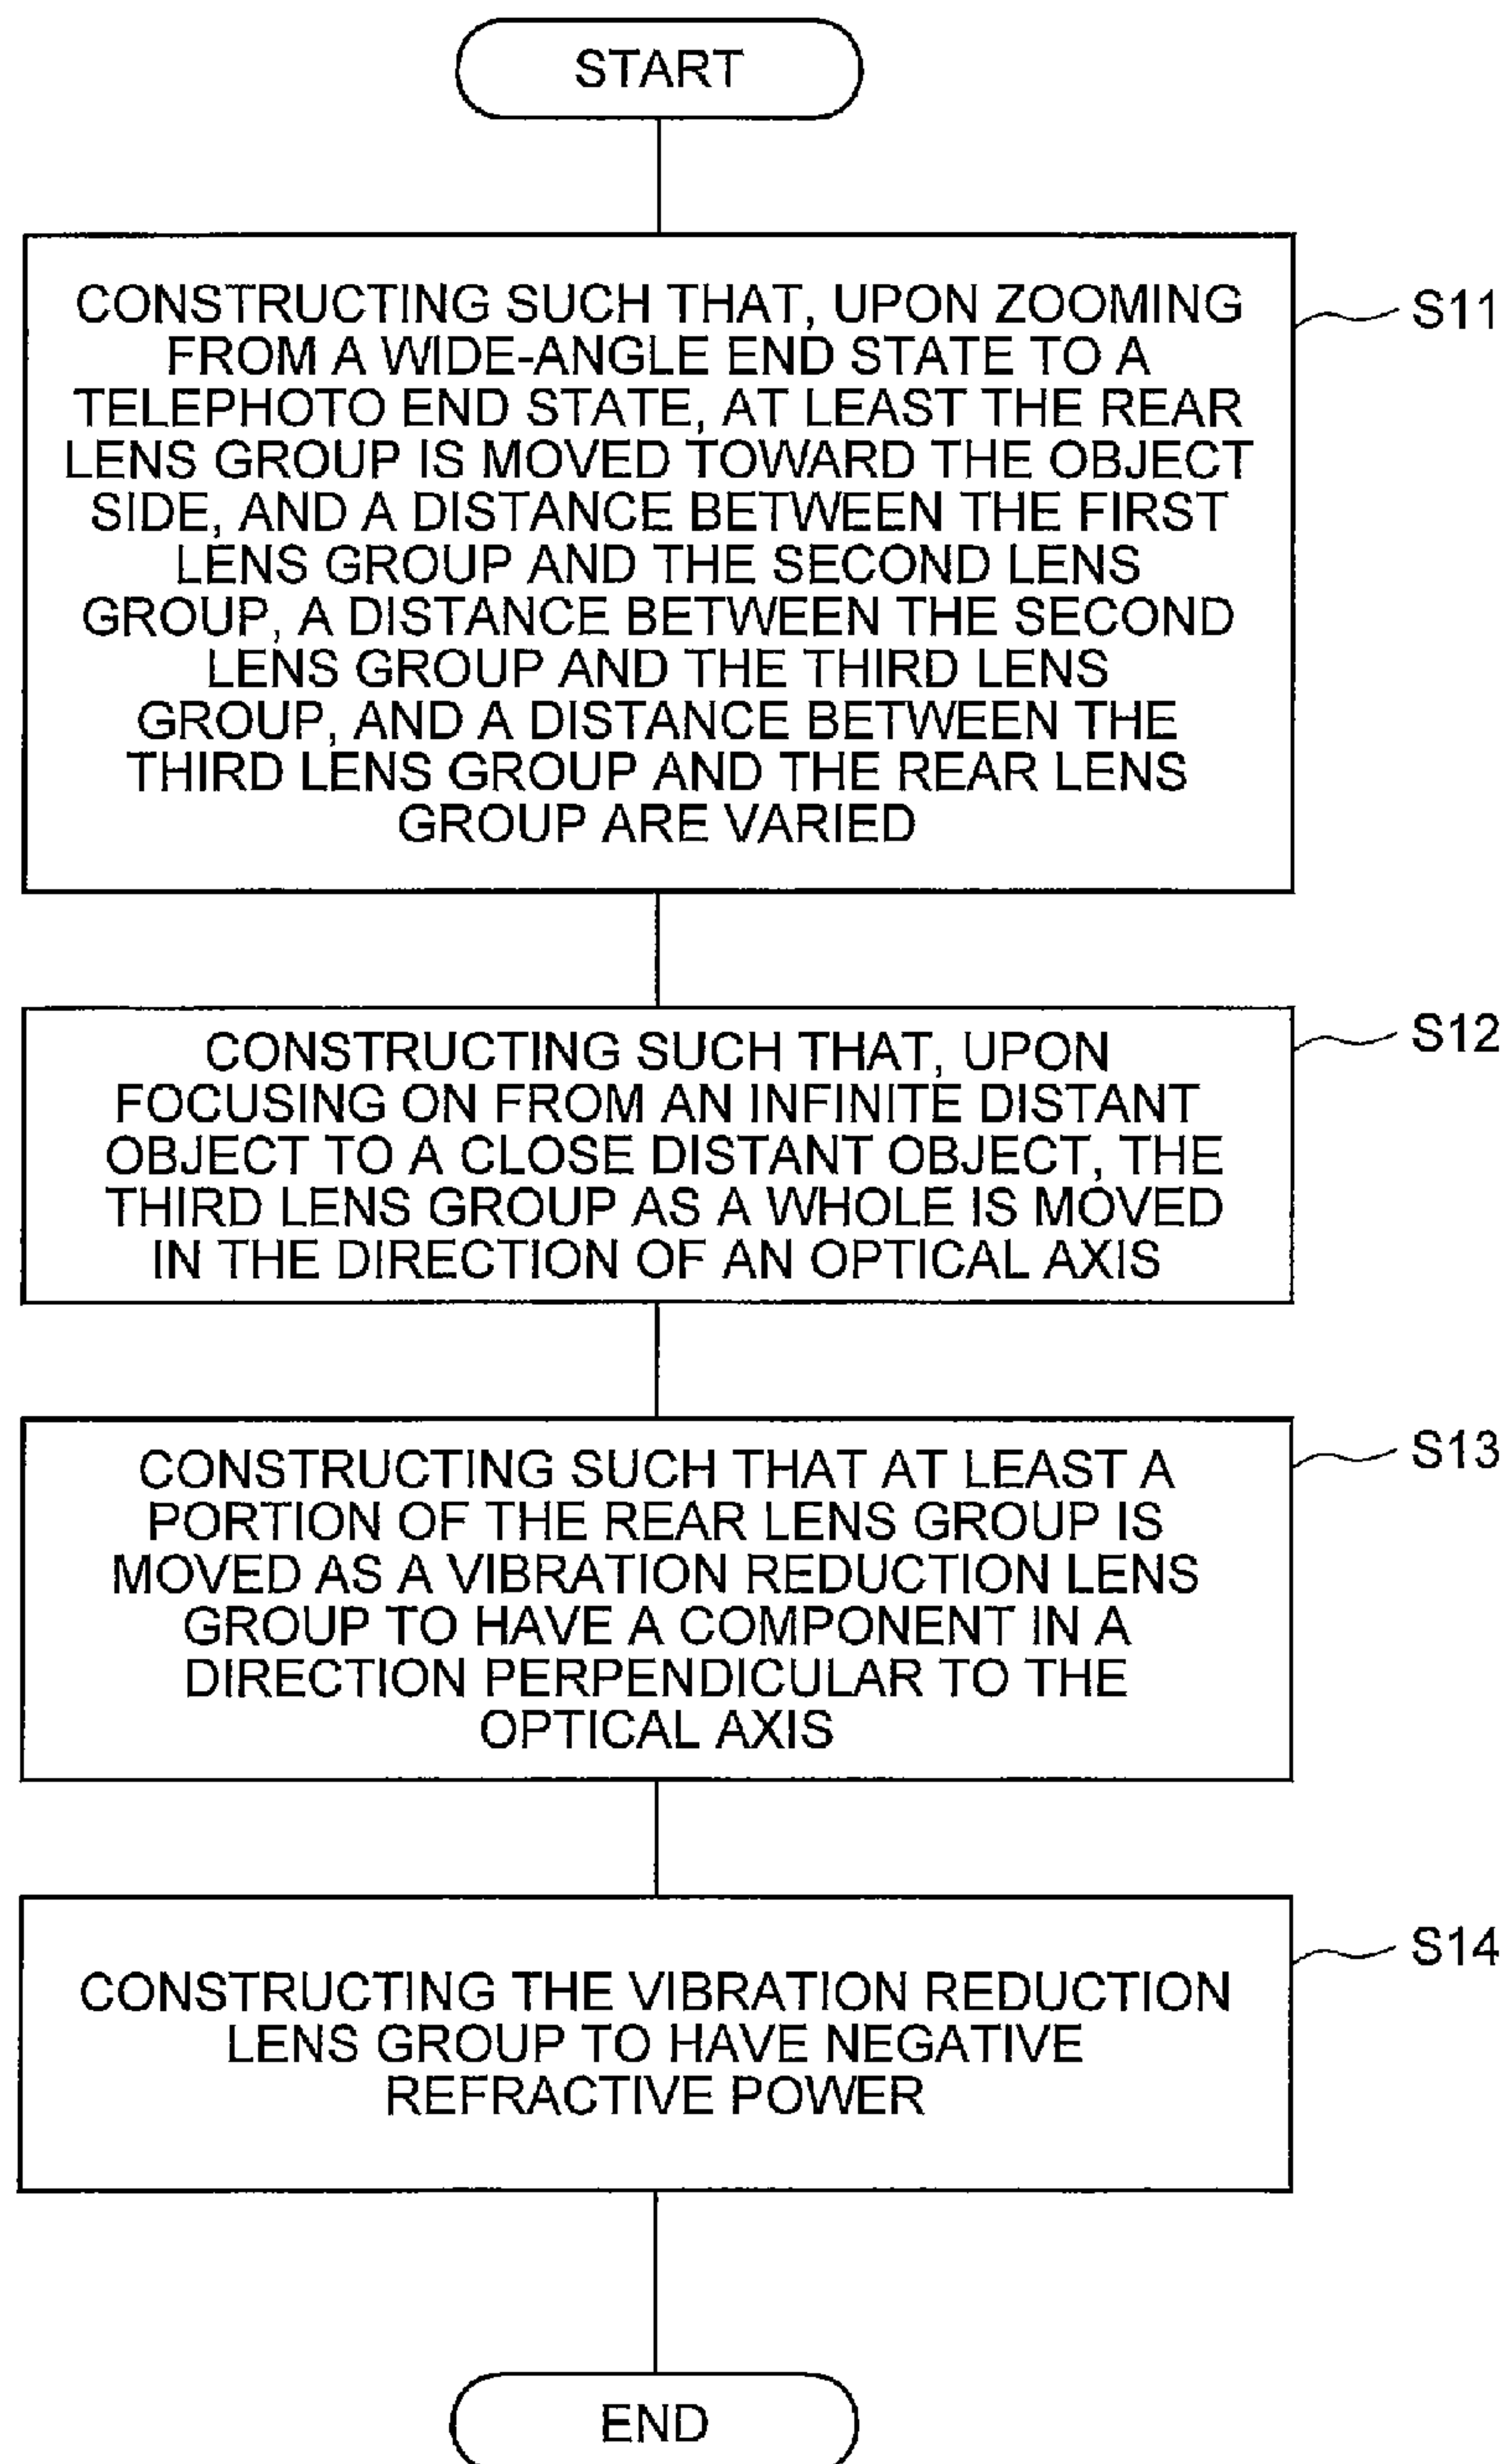 START
CONSTRUCTING SUCH THAT, UPON ZOOMING
FROM A WIDE-ANGLE END STATE TO A
TELEPHOTO END STATE, AT LEAST THE REAR
LENS GROUP IS MOVED TOWARD THE OBJECT
SIDE, AND A DISTANCE BETWEEN THE FIRST
LENS GROUP AND THE SECOND LENS
GROUP, A DISTANCE BETWEEN THE SECOND
LENS GROUP AND THE THIRD LENS
GROUP, AND A DISTANCE BETWEEN THE
THIRD LENS GROUP AND THE REAR LENS
GROUP ARE VARIED
S11
CONSTRUCTING SUCH THAT, UPON
FOCUSING ON FROM AN INFINITE DISTANT
OBJECT TO A CLOSE DISTANT OBJECT, THE
THIRD LENS GROUP AS A WHOLE IS MOVED
IN THE DIRECTION OF AN OPTICAL AXIS
S12
CONSTRUCTING SUCH THAT AT LEAST A
PORTION OF THE REAR LENS GROUP IS
MOVED AS A VIBRATION REDUCTION LENS
GROUP TO HAVE A COMPONENT IN A
DIRECTION PERPENDICULAR TO THE
OPTICAL AXIS
S13
CONSTRUCTING THE VIBRATION REDUCTION
LENS GROUP TO HAVE NEGATIVE
REFRACTIVE POWER
S14
END